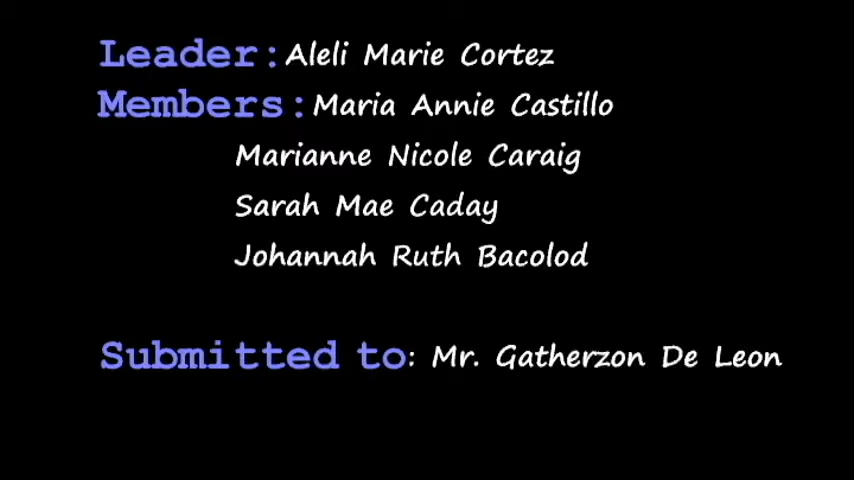 Leader: Aleli Marie Cortez
Members: Maria Annie Castillo
Marianne Nicole Caraig
Sarah Mae Caday
Johannah Ruth Bacolod
Submitted to: Mr. Gatherzon De Leon